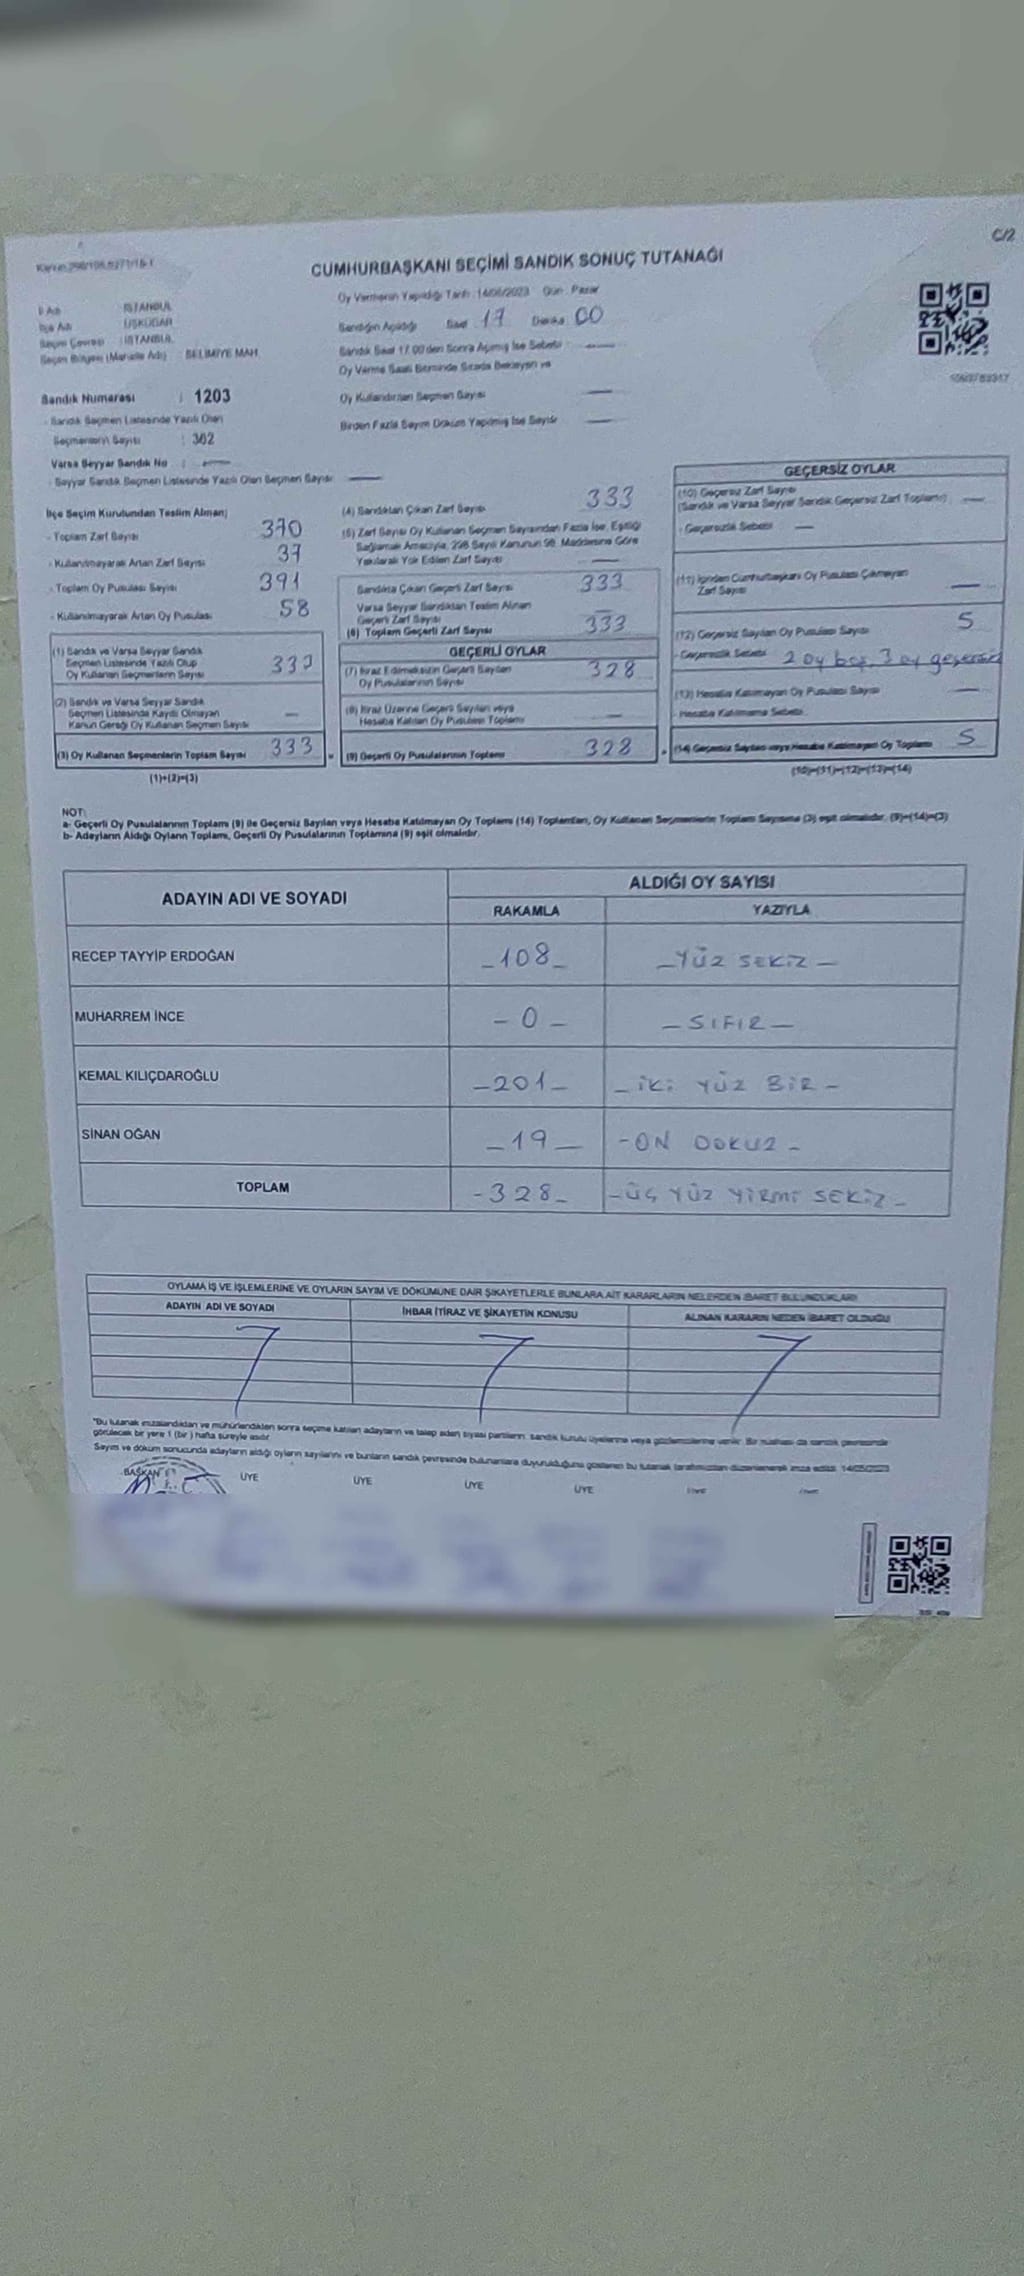 C/2
CUMHURBAŞKANI SEÇİMİ SANDIK SONUÇ TUTANAĞI
İl Adı : İSTANBUL
İlçe Adı : ÜSKÜDAR
Seçim Çevresi : İSTANBUL
Seçim Bölgesi (Mahalle Adı) : SELİMİYE MAH.
Oy Vermenin Yapıldığı Tarih : 14/05/2023 Gün : Pazar
Sandığın Açıldığı Saat : 17 Dakika : 00
Sandık Saat 17.00'den Sonra Açılmış İse Sebebi : —
Oy Verme Saati Bitiminde Sırada Bekleyen ve
Oy Kullandırılan Seçmen Sayısı —
Birden Fazla Sayım Döküm Yapılmış İse Sayısı —
Sandık Numarası : 1203
- Sandık Seçmen Listesinde Yazılı Olan
Seçmenlerin Sayısı : 362
Varsa Seyyar Sandık No : —
- Seyyar Sandık Seçmen Listesinde Yazılı Olan Seçmen Sayısı —
İlçe Seçim Kurulundan Teslim Alınan;
- Toplam Zarf Sayısı 370
- Kullanılmayarak Artan Zarf Sayısı 37
- Toplam Oy Pusulası Sayısı 391
- Kullanılmayarak Artan Oy Pusulası 58
(1) Sandık ve Varsa Seyyar Sandık
Seçmen Listesinde Yazılı Olup
Oy Kullanan Seçmenlerin Sayısı 333
(2) Sandık ve Varsa Seyyar Sandık
Seçmen Listesinde Kayıtlı Olmayan
Kanun Gereği Oy Kullanan Seçmen Sayısı —
(3) Oy Kullanan Seçmenlerin Toplam Sayısı 333
(1)+(2)=(3)
(4) Sandıktan Çıkan Zarf Sayısı 333
(5) Zarf Sayısı Oy Kullanan Seçmen Sayısından Fazla İse, Eşitliği
Sağlamak Amacıyla, 298 Sayılı Kanunun 98. Maddesine Göre
Yakılarak Yok Edilen Zarf Sayısı —
Sandıkta Çıkan Geçerli Zarf Sayısı 333
Varsa Seyyar Sandıktan Teslim Alınan
Geçerli Zarf Sayısı —
(6) Toplam Geçerli Zarf Sayısı 333
GEÇERLİ OYLAR
(7) İtiraz Edilmeksizin Geçerli Sayılan
Oy Pusulalarının Sayısı 328
(8) İtiraz Üzerine Geçerli Sayılan veya
Hesaba Katılan Oy Pusulası Toplamı —
(9) Geçerli Oy Pusulalarının Toplamı 328
GEÇERSİZ OYLAR
(10) Geçersiz Zarf Sayısı
(Sandık ve Varsa Seyyar Sandık Geçersiz Zarf Toplamı) —
- Geçersizlik Sebebi —
(11) İçinden Cumhurbaşkanı Oy Pusulası Çıkmayan
Zarf Sayısı —
(12) Geçersiz Sayılan Oy Pusulası Sayısı 5
- Geçersizlik Sebebi 2 oy boş, 3 oy geçersiz
(13) Hesaba Katılmayan Oy Pusulası Sayısı —
- Hesaba Katılmama Sebebi
(14) Geçersiz Sayılan veya Hesaba Katılmayan Oy Toplamı 5
(10)+(11)+(12)+(13)=(14)
NOT:
a- Geçerli Oy Pusulalarının Toplamı (9) ile Geçersiz Sayılan veya Hesaba Katılmayan Oy Toplamı (14) Toplamları, Oy Kullanan Seçmenlerin Toplam Sayısına (3) eşit olmalıdır. (9)+(14)=(3)
b- Adayların Aldığı Oyların Toplamı, Geçerli Oy Pusulalarının Toplamına (9) eşit olmalıdır.
ADAYIN ADI VE SOYADI
ALDIĞI OY SAYISI
RAKAMLA YAZIYLA
RECEP TAYYİP ERDOĞAN –108– –YÜZ SEKİZ–
MUHARREM İNCE –0– –SIFIR–
KEMAL KILIÇDAROĞLU –201– –İKİ YÜZ BİR–
SİNAN OĞAN –19– –ON DOKUZ–
TOPLAM –328– –ÜÇ YÜZ YİRMİ SEKİZ–
OYLAMA İŞ VE İŞLEMLERİNE VE OYLARIN SAYIM VE DÖKÜMÜNE DAİR ŞİKAYETLERLE BUNLARA AİT KARARLARIN NELERDEN İBARET BULUNDUKLARI
ADAYIN ADI VE SOYADI İHBAR İTİRAZ VE ŞİKAYETİN KONUSU ALINAN KARARIN NEDEN İBARET OLDUĞU
"Bu tutanak imzalandıktan ve mühürlendikten sonra seçime katılan adayların ve talep eden siyasi partilerin, sandık kurulu üyelerine veya gözlemcilerine verilir. Bir nüshası da sandık çevresinde
görülecek bir yere 1 (bir) hafta süreyle asılır.
Sayım ve döküm sonucunda adayların aldığı oyların sayılarını ve bunların sandık çevresinde bulunanlara duyurulduğunu gösteren bu tutanak tarafımızdan düzenlenerek imza edildi. 14/05/2023
BAŞKAN ÜYE ÜYE ÜYE ÜYE